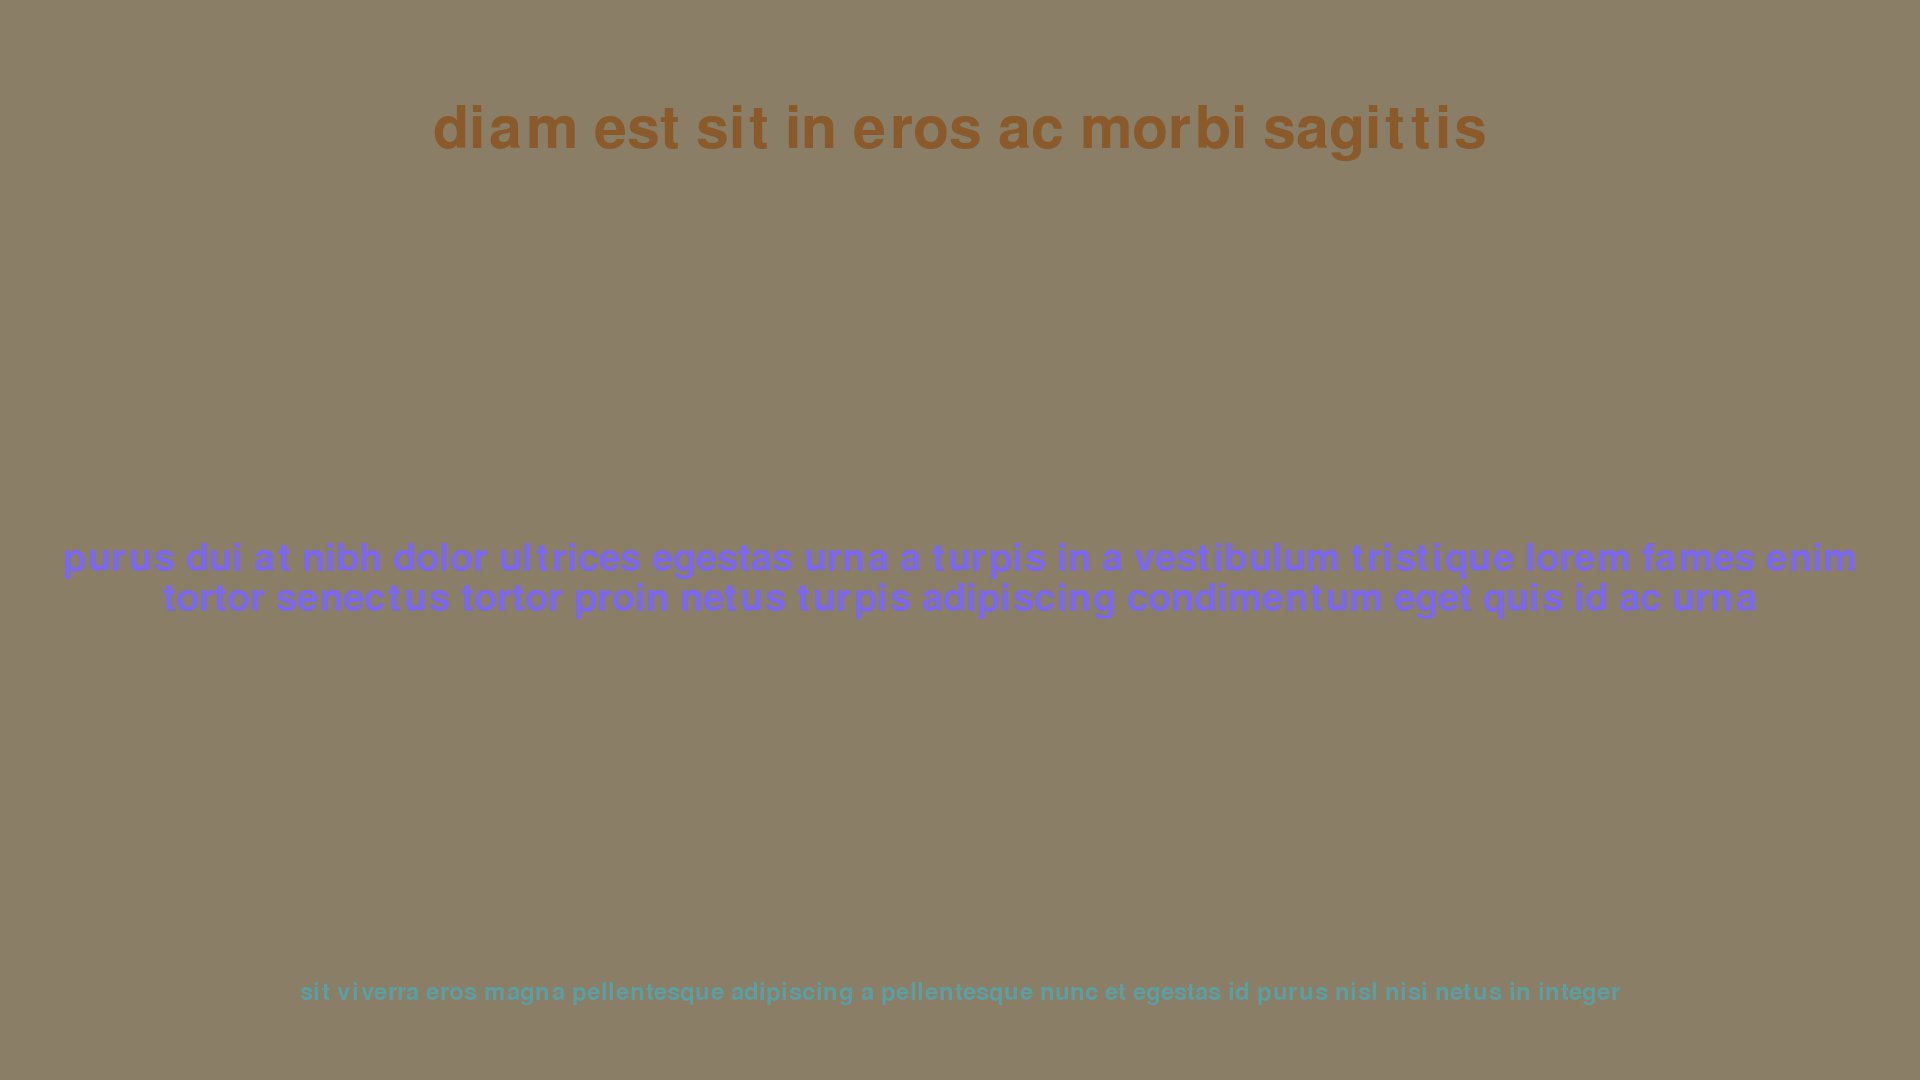 diam est sit in eros ac morbi sagittis
purus dui at nibh dolor ultrices egestas urna a turpis in a vestibulum tristique lorem fames enim
tortor senectus tortor proin netus turpis adipiscing condimentum eget quis id ac urna
sit viverra eros magna pellentesque adipiscing a pellentesque nunc et egestas id purus nisl nisi netus in integer